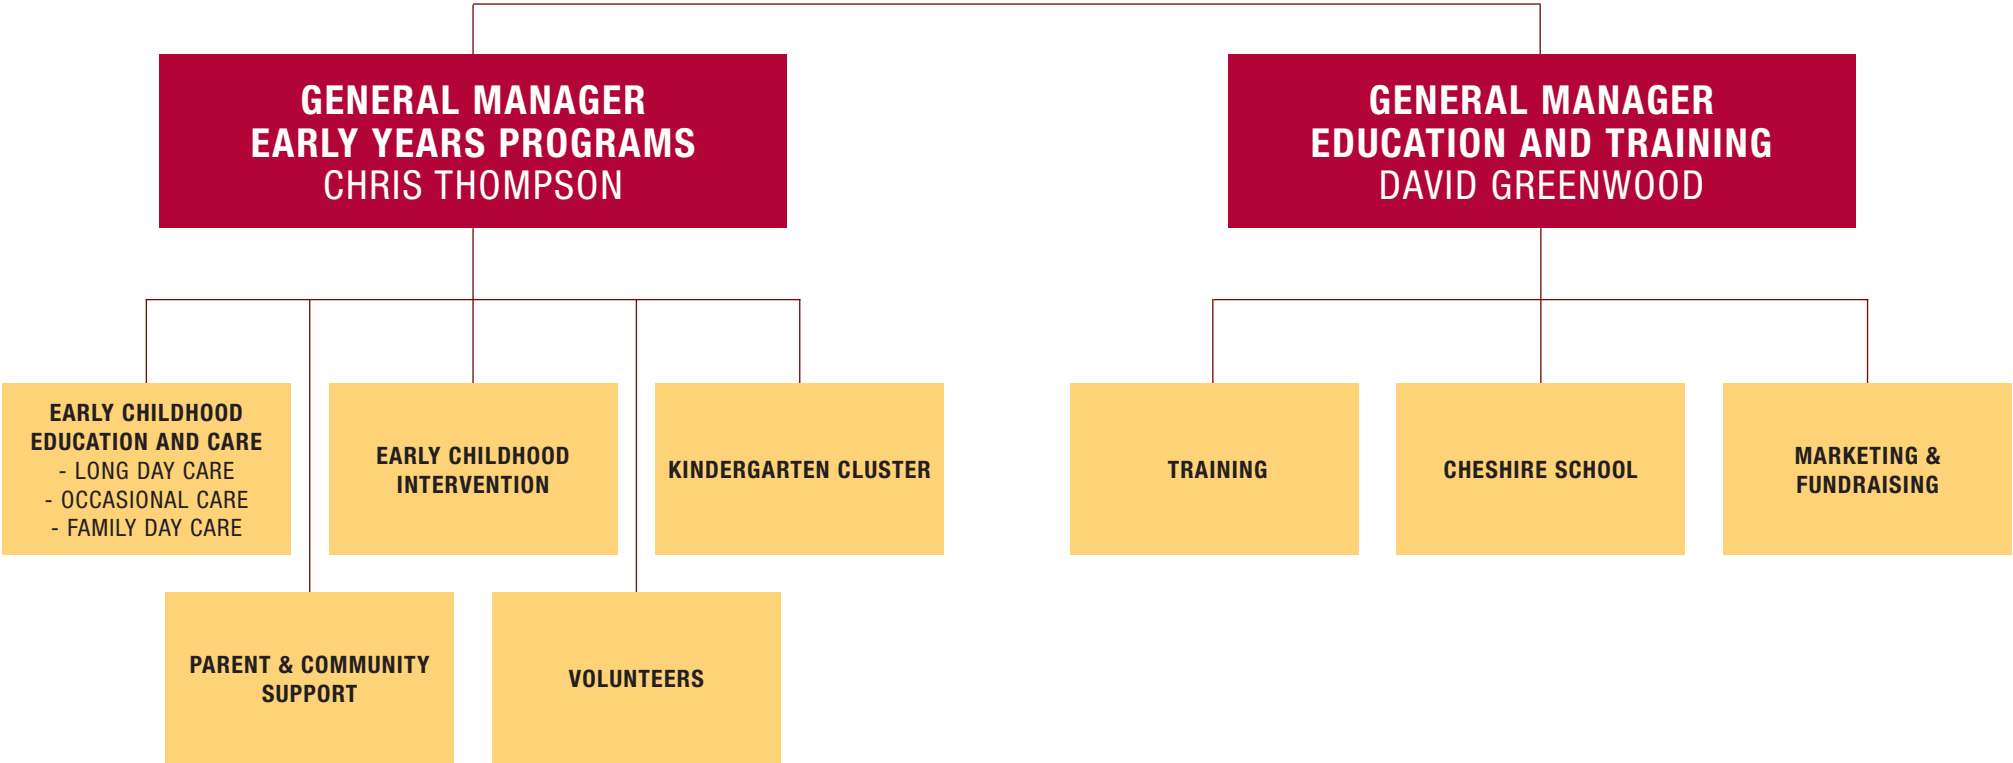 GENERAL MANAGER
EARLY YEARS PROGRAMS
CHRIS THOMPSON
GENERAL MANAGER
EDUCATION AND TRAINING
DAVID GREENWOOD
EARLY CHILDHOOD
EDUCATION AND CARE
- LONG DAY CARE
- OCCASIONAL CARE
- FAMILY DAY CARE
EARLY CHILDHOOD
INTERVENTION
KINDERGARTEN CLUSTER
TRAINING
CHESHIRE SCHOOL
MARKETING &
FUNDRAISING
PARENT & COMMUNITY
SUPPORT
VOLUNTEERS